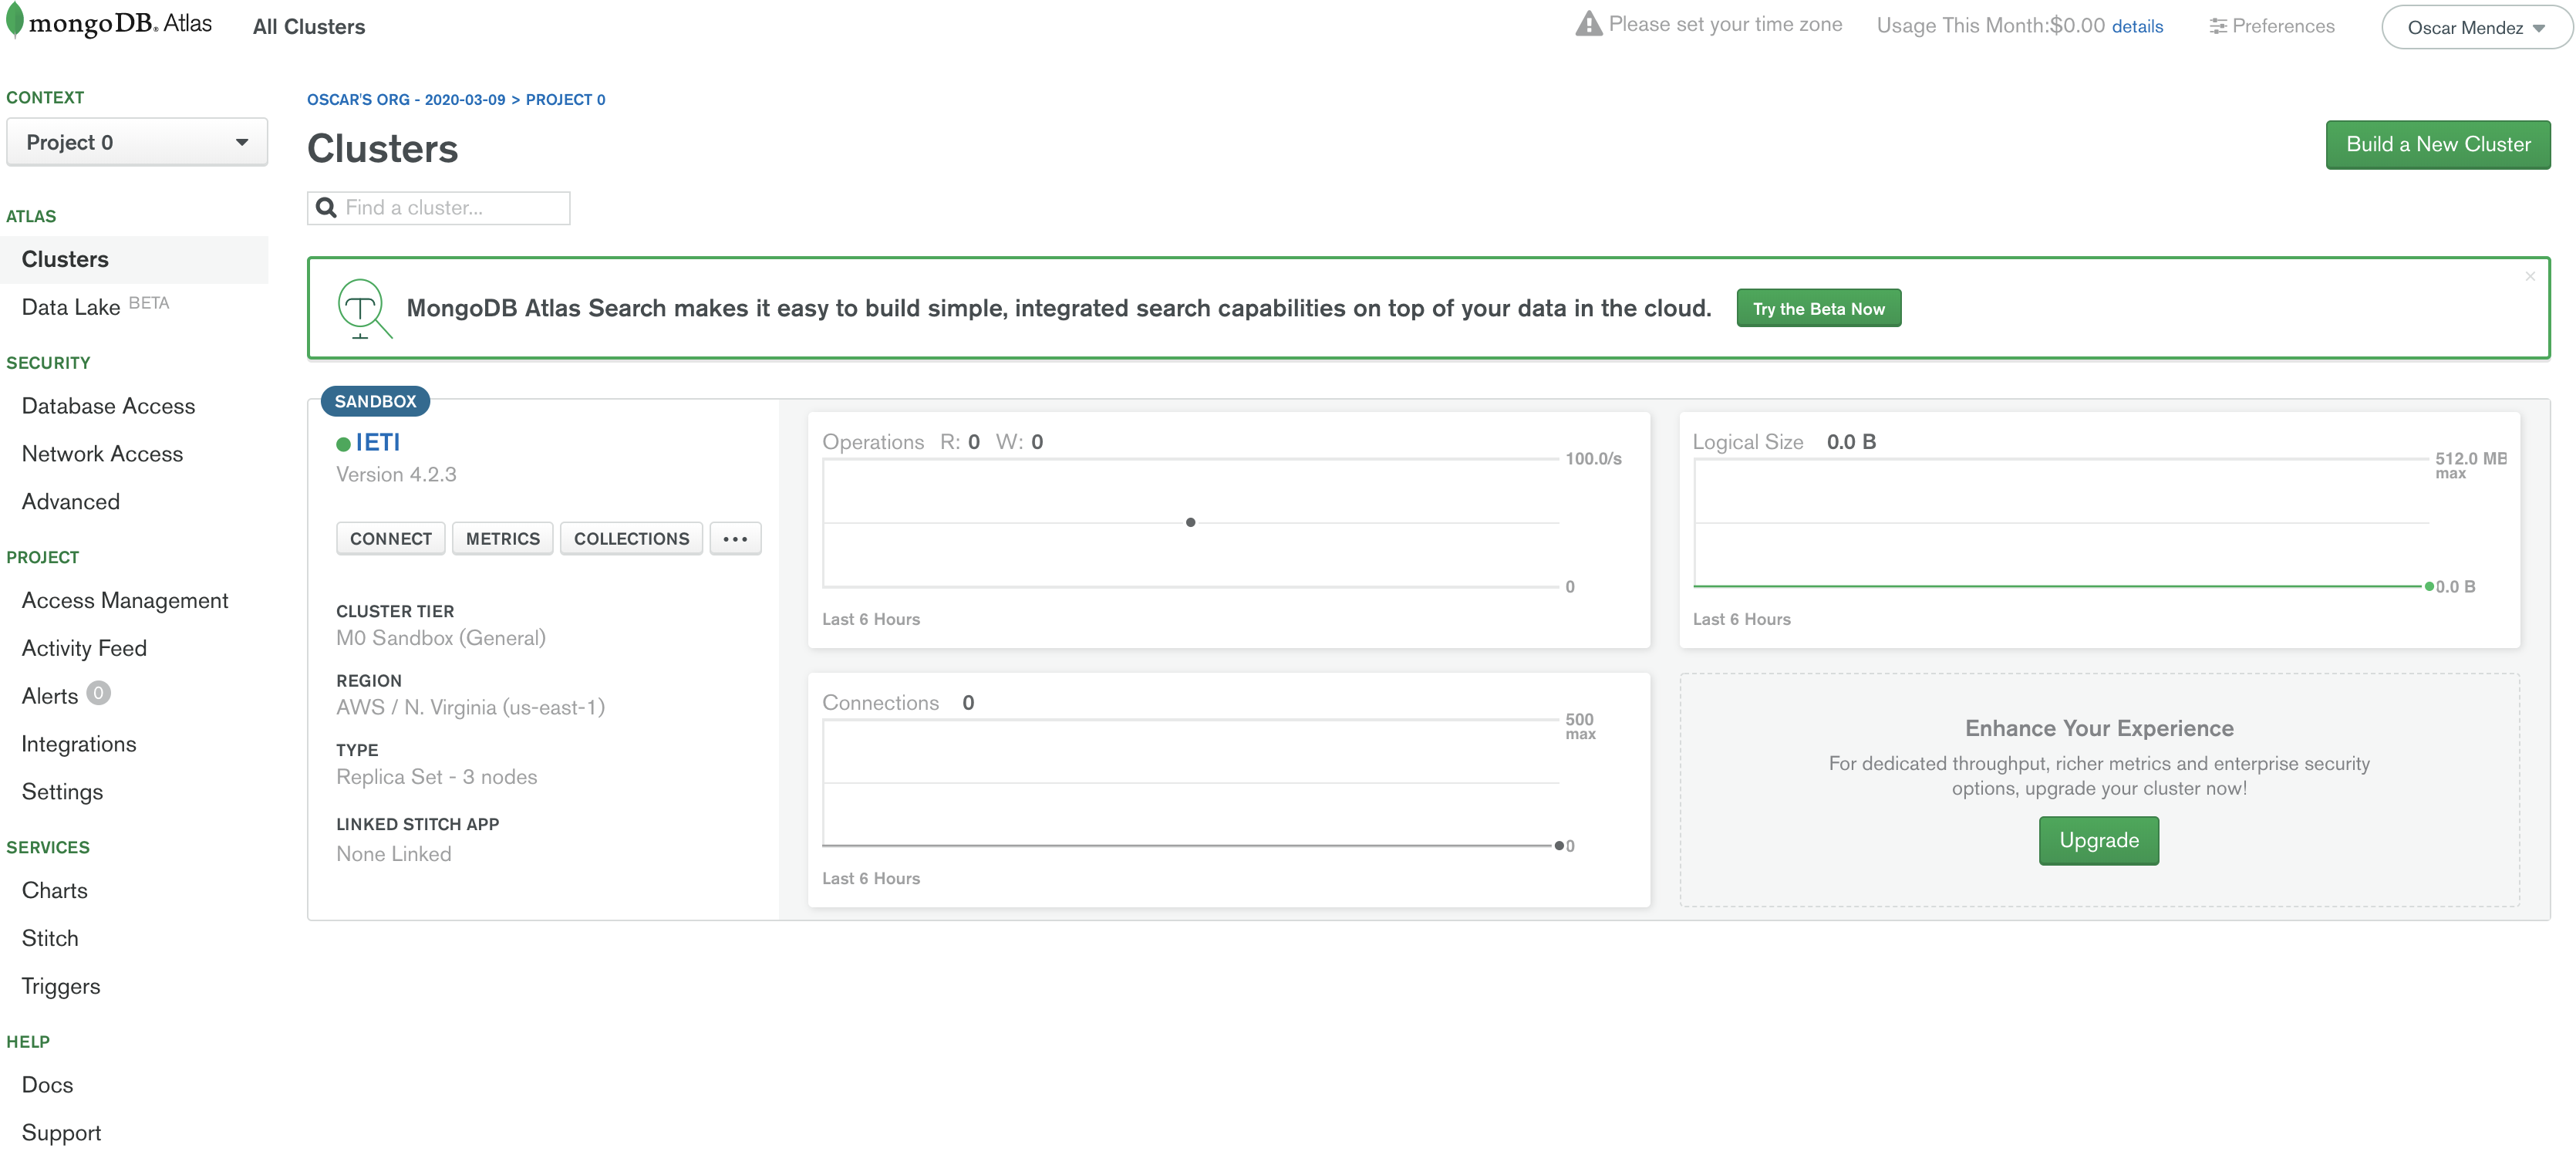 mongoDB. Atlas All Clusters Please set your time zone Usage This Month:$0.00 details Preferences Oscar Mendez
CONTEXT
Project 0
ATLAS
Clusters
Data Lake BETA
SECURITY
Database Access
Network Access
Advanced
PROJECT
Access Management
Activity Feed
Alerts 0
Integrations
Settings
SERVICES
Charts
Stitch
Triggers
HELP
Docs
Support
OSCAR'S ORG - 2020-03-09 > PROJECT 0
Clusters
Build a New Cluster
Find a cluster...
MongoDB Atlas Search makes it easy to build simple, integrated search capabilities on top of your data in the cloud. Try the Beta Now
SANDBOX
IETI
Version 4.2.3
CONNECT METRICS COLLECTIONS
CLUSTER TIER
M0 Sandbox (General)
REGION
AWS / N. Virginia (us-east-1)
TYPE
Replica Set - 3 nodes
LINKED STITCH APP
None Linked
Operations R: 0 W: 0
100.0/s
0
Last 6 Hours
Logical Size 0.0 B
512.0 MB
max
0.0 B
Last 6 Hours
Connections 0
500
max
0
Last 6 Hours
Enhance Your Experience
For dedicated throughput, richer metrics and enterprise security
options, upgrade your cluster now!
Upgrade